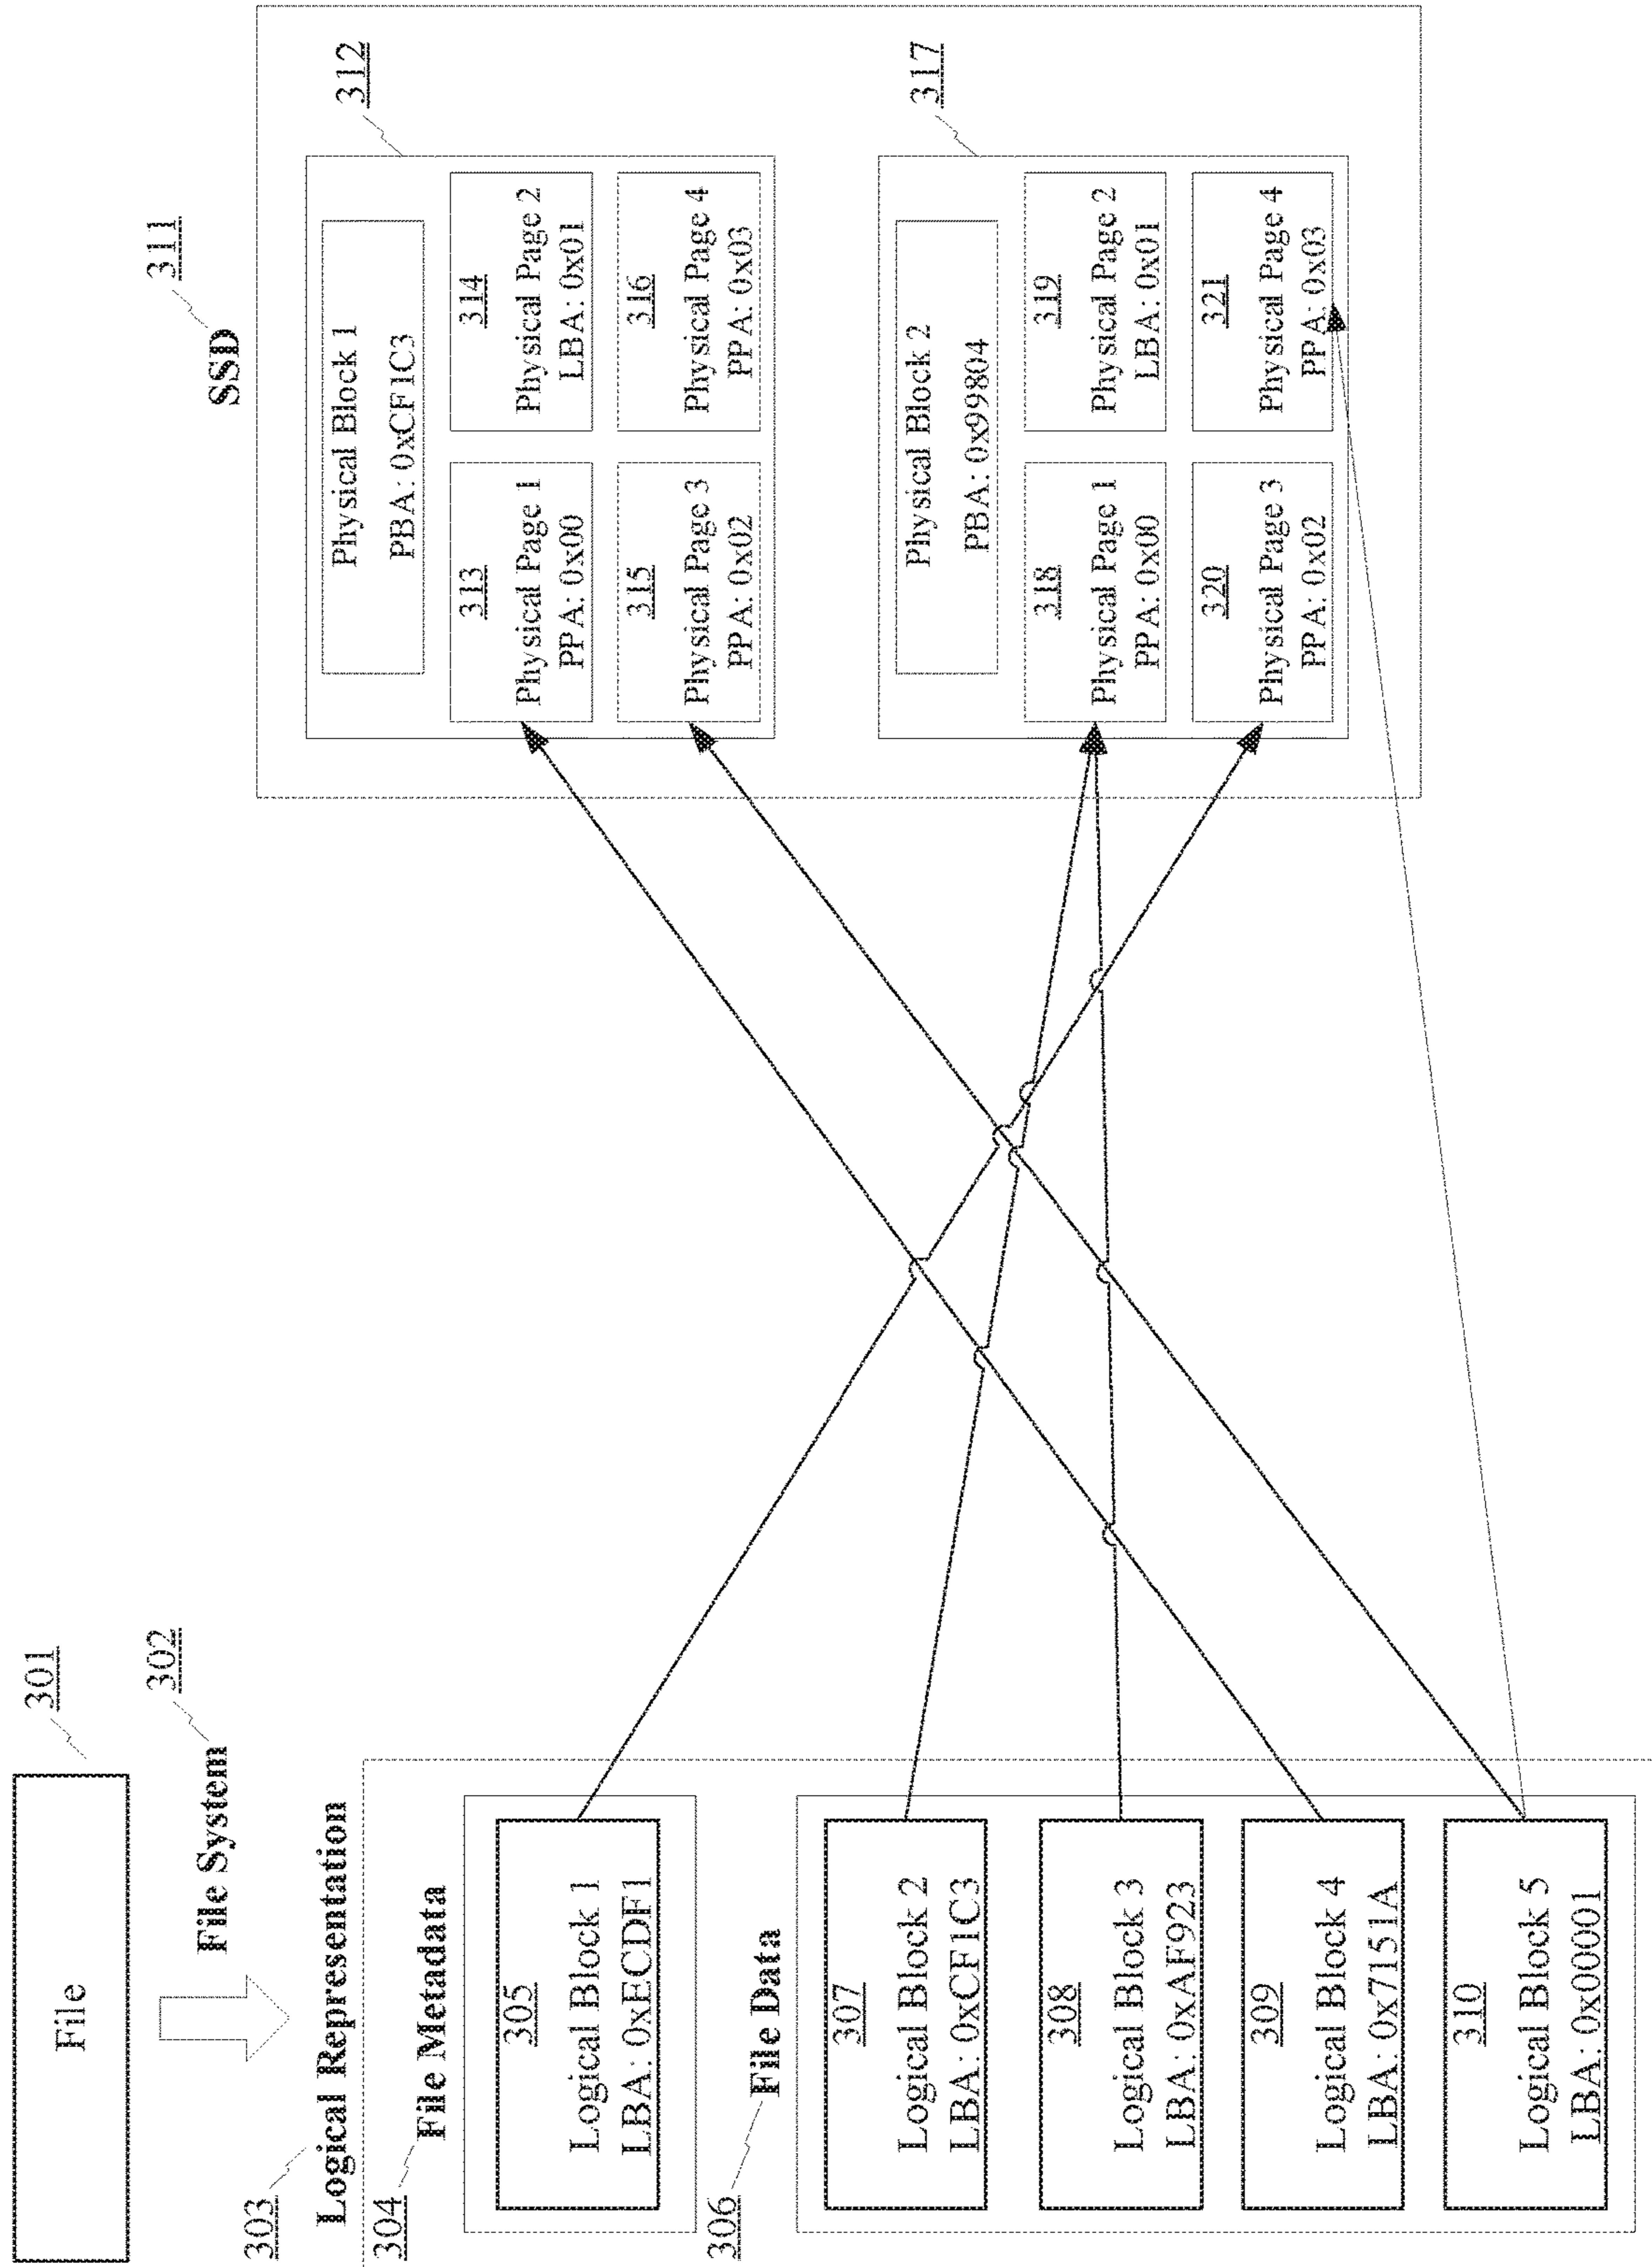 File
301
File System
302
303
Logical Representation
304
File Metadata
305
Logical Block 1
LBA: 0xECDF1
306
File Data
307
Logical Block 2
LBA: 0xCF1C3
308
Logical Block 3
LBA: 0xAF923
309
Logical Block 4
LBA: 0x7151A
310
Logical Block 5
LBA: 0x00001
311
SSD
312
Physical Block 1
PBA: 0xCF1C3
313
Physical Page 1
PPA: 0x00
314
Physical Page 2
LBA: 0x01
315
Physical Page 3
PPA: 0x02
316
Physical Page 4
PPA: 0x03
317
Physical Block 2
PBA: 0x99804
318
Physical Page 1
PPA: 0x00
319
Physical Page 2
LBA: 0x01
320
Physical Page 3
PPA: 0x02
321
Physical Page 4
PPA: 0x03